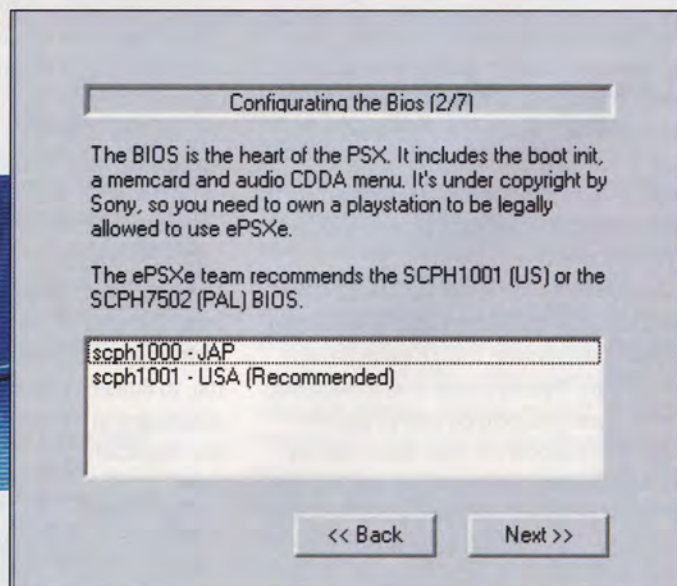 Configurating the Bios (2/7)
The BIOS is the heart of the PSX. It includes the boot init,
a memcard and audio CDDA menu. It's under copyright by
Sony, so you need to own a playstation to be legally
allowed to use ePSXe.
The ePSXe team recommends the SCPH1001 (US) or the
SCPH7502 (PAL) BIOS.
scph1000 - JAP
scph1001 - USA (Recommended)
<< Back
Next >>